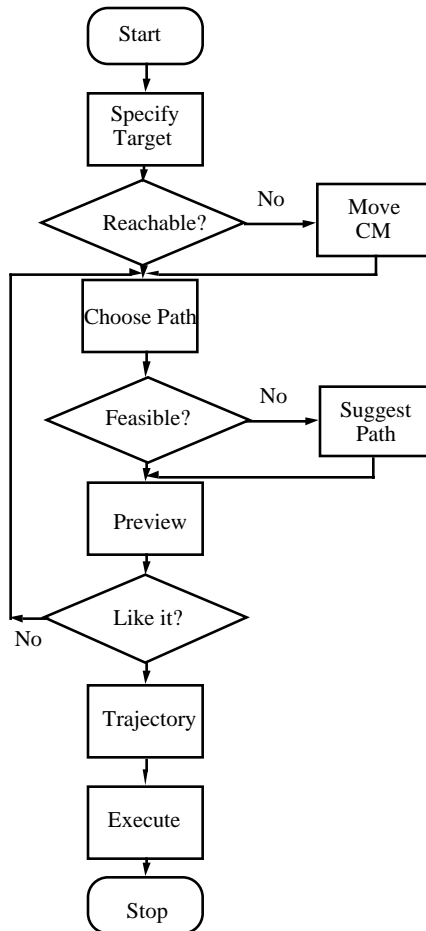 Start
Specify
Target
Reachable?
No
Move
CM
Choose Path
Feasible?
No
Suggest
Path
Preview
Like it?
No
Trajectory
Execute
Stop